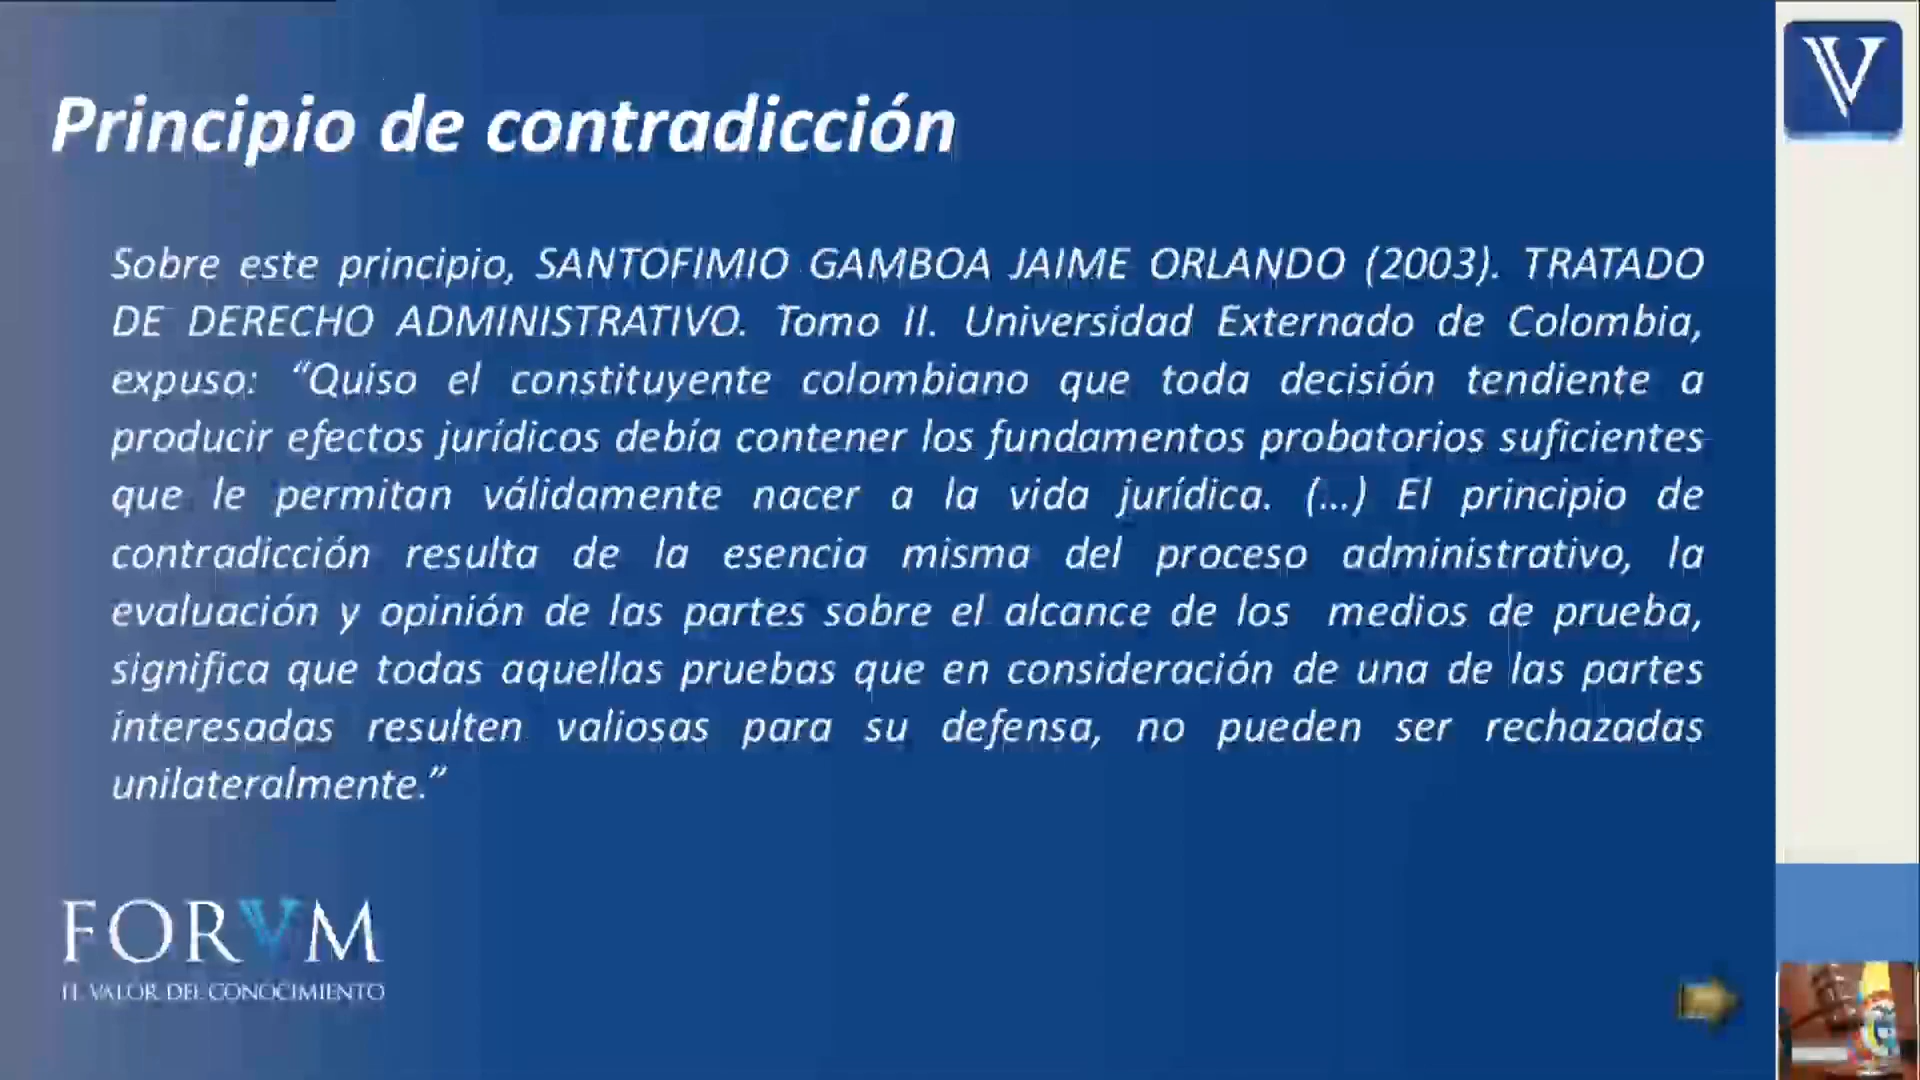 Principio de contradicción
Sobre este principio, SANTOFIMIO GAMBOA JAIME ORLANDO (2003). TRATADO
DE DERECHO ADMINISTRATIVO. Tomo II. Universidad Externado de Colombia,
expuso: “Quiso el constituyente colombiano que toda decisión tendiente a
producir efectos jurídicos debía contener los fundamentos probatorios suficientes
que le permitan válidamente nacer a la vida jurídica. (...) El principio de
contradicción resulta de la esencia misma del proceso administrativo, la
evaluación y opinión de las partes sobre el alcance de los medios de prueba,
significa que todas aquellas pruebas que en consideración de una de las partes
interesadas resulten valiosas para su defensa, no pueden ser rechazadas
unilateralmente.”
FORVM
EL VALOR DEL CONOCIMIENTO
V